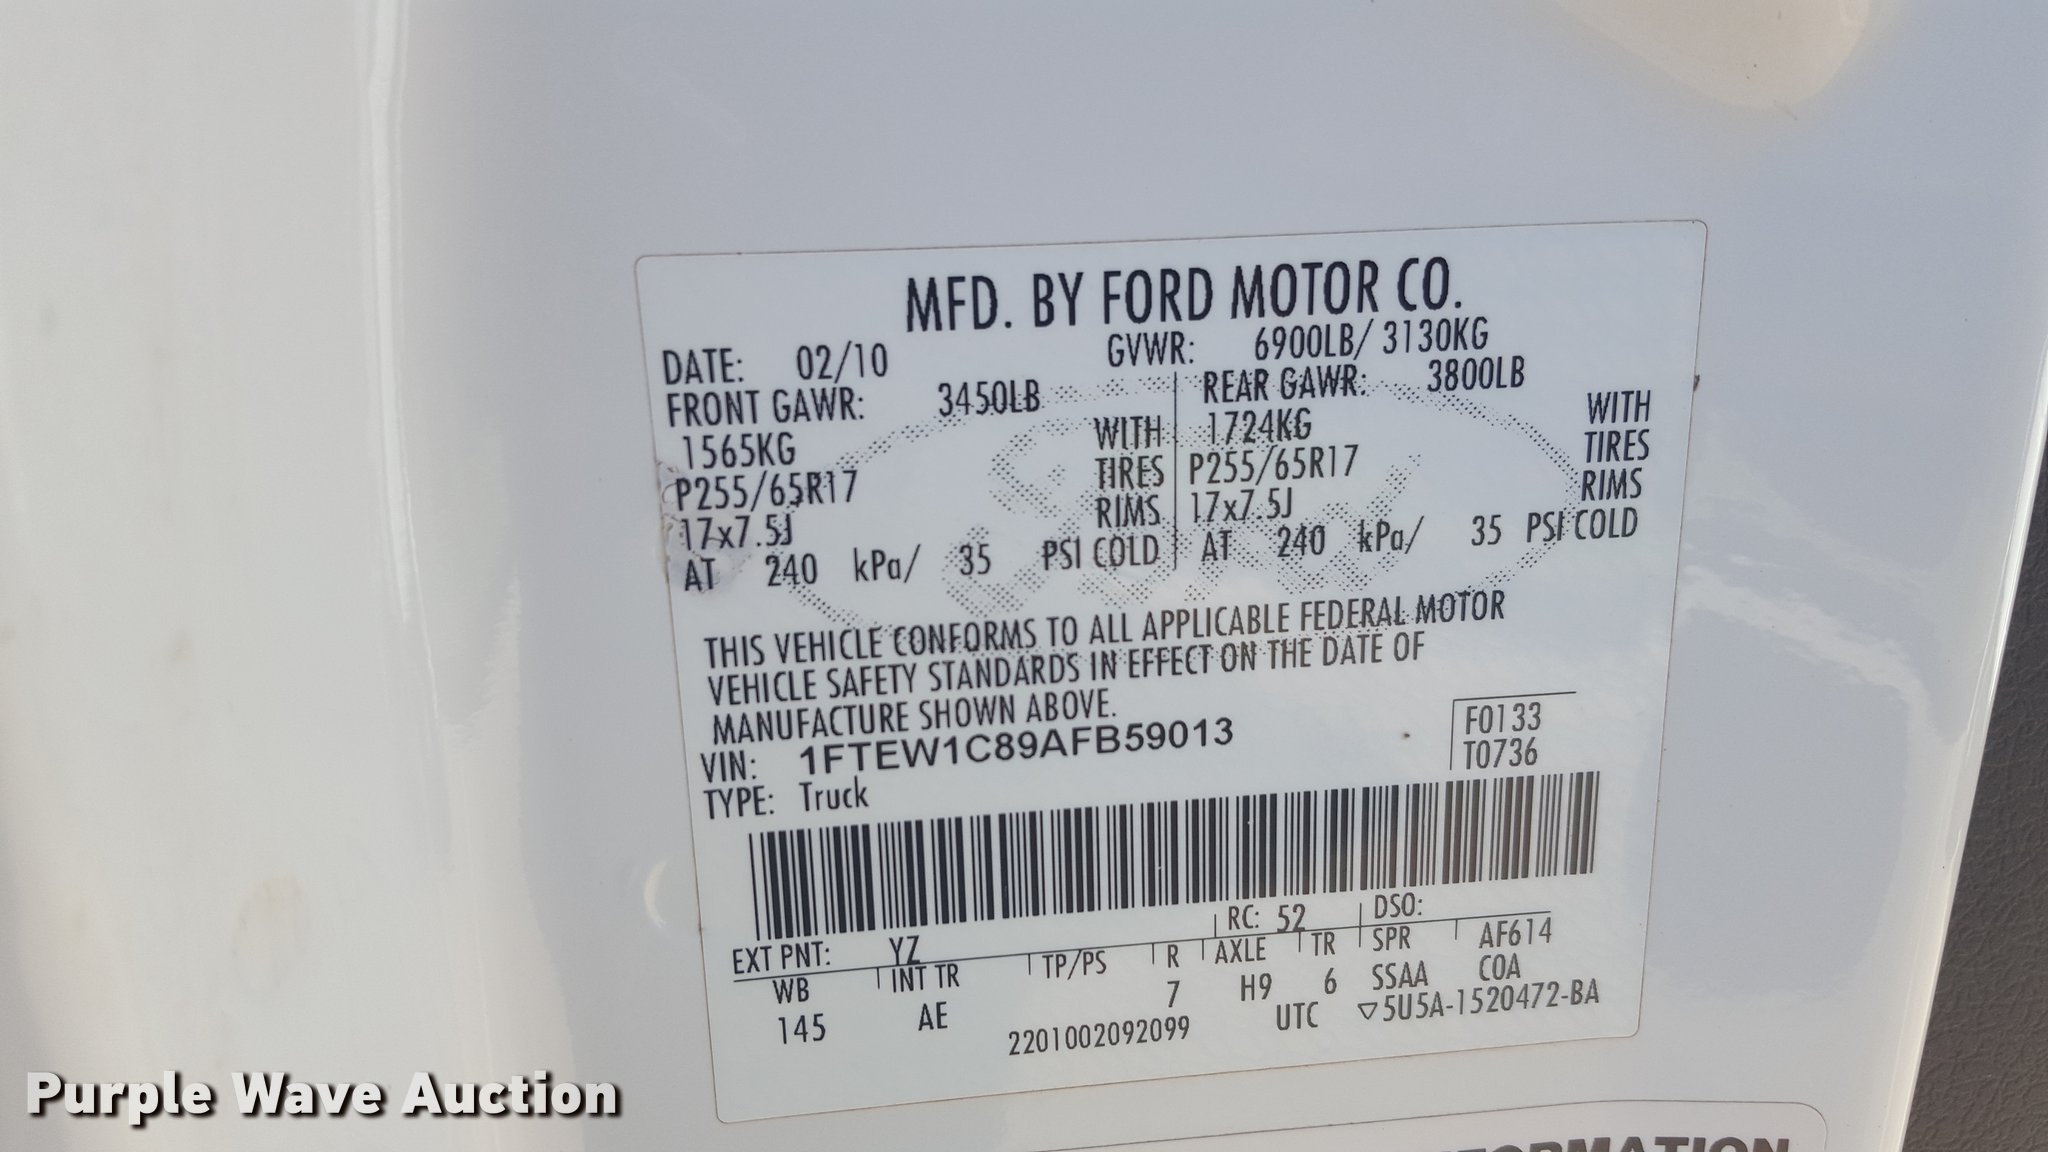 MFD. BY FORD MOTOR CO.
DATE: 02/10 GVWR: 6900LB/ 3130KG
FRONT GAWR: 3450LB REAR GAWR: 3800LB
1565KG WITH 1724KG WITH
P255/65R17 TIRES P255/65R17 TIRES
17x7.5J RIMS 17x7.5J RIMS
AT 240 kPa/ 35 PSI COLD AT 240 kPa/ 35 PSI COLD
THIS VEHICLE CONFORMS TO ALL APPLICABLE FEDERAL MOTOR
VEHICLE SAFETY STANDARDS IN EFFECT ON THE DATE OF
MANUFACTURE SHOWN ABOVE.
VIN: 1FTEW1C89AFB59013 F0133
TYPE: Truck T0736
EXT PNT: YZ RC: 52 DSO:
WB INT TR TP/PS R AXLE TR SPR AF614
145 AE 7 H9 6 SSAA COA
2201002092099 UTC ▽5U5A-1520472-BA
Purple Wave Auction